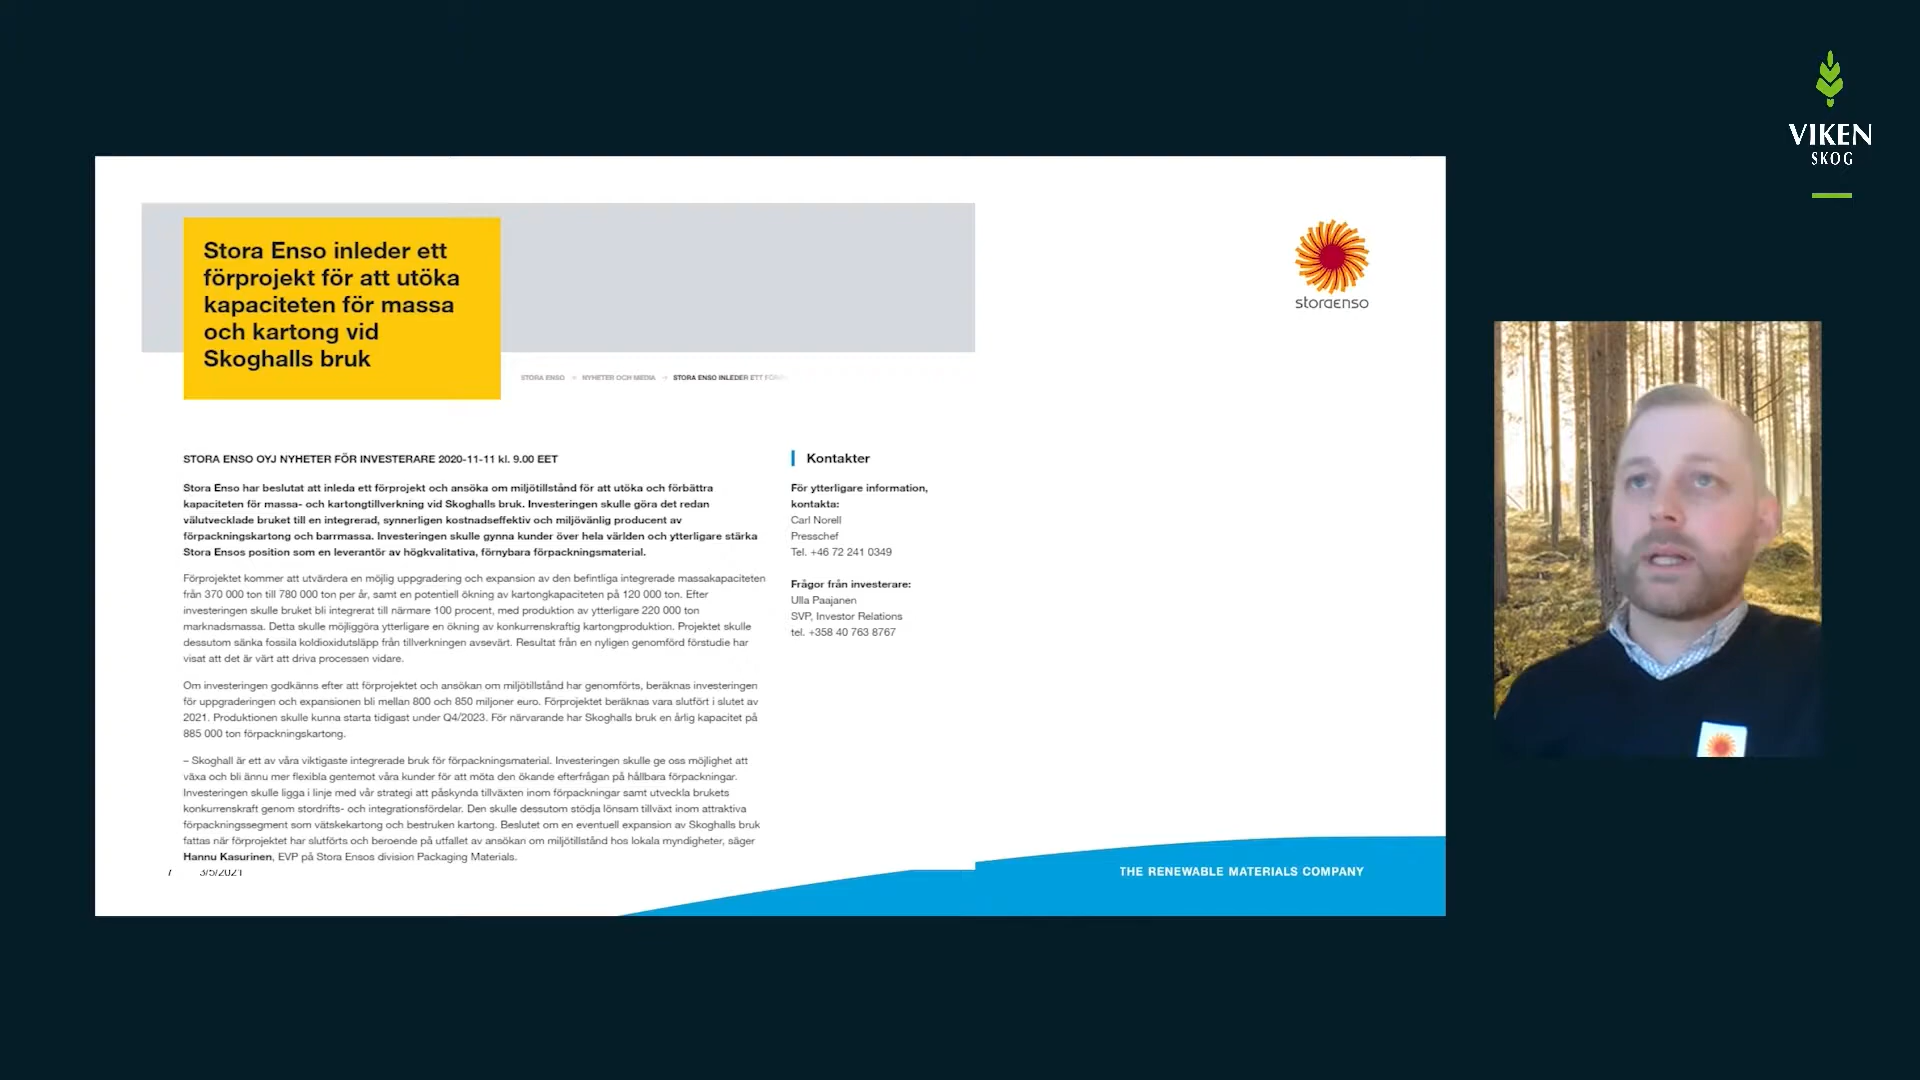 VIKEN
SKOG
Stora Enso inleder ett
förprojekt för att utöka
kapaciteten för massa
och kartong vid
Skoghalls bruk
storaenso
STORA ENSO → NYHETER OCH MEDIA → STORA ENSO INLEDER ETT
STORA ENSO OYJ NYHETER FÖR INVESTERARE 2020-11-11 kl. 9.00 EET
Stora Enso har beslutat att inleda ett förprojekt och ansöka om miljötillstånd för att utöka och förbättra
kapaciteten för massa- och kartongtillverkning vid Skoghalls bruk. Investeringen skulle göra det redan
välutvecklade bruket till en integrerad, synnerligen kostnadseffektiv och miljövänlig producent av
förpackningskartong och barrmassa. Investeringen skulle gynna kunder över hela världen och ytterligare stärka
Stora Ensos position som en leverantör av högkvalitativa, förnybara förpackningsmaterial.
Förprojektet kommer att utvärdera en möjlig uppgradering och expansion av den befintliga integrerade massakapaciteten
från 370 000 ton till 780 000 ton per år, samt en potentiell ökning av kartongkapaciteten på 120 000 ton. Efter
investeringen skulle bruket bli integrerat till närmare 100 procent, med produktion av ytterligare 220 000 ton
marknadsmassa. Detta skulle möjliggöra ytterligare en ökning av konkurrenskraftig kartongproduktion. Projektet skulle
dessutom sänka fossila koldioxidutsläpp från tillverkningen avsevärt. Resultat från en nyligen genomförd förstudie har
visat att det är värt att driva processen vidare.
Om investeringen godkänns efter att förprojektet och ansökan om miljötillstånd har genomförts, beräknas investeringen
för uppgraderingen och expansionen bli mellan 800 och 850 miljoner euro. Förprojektet beräknas vara slutfört i slutet av
2021. Produktionen skulle kunna starta tidigast under Q4/2023. För närvarande har Skoghalls bruk en årlig kapacitet på
885 000 ton förpackningskartong.
– Skoghall är ett av våra viktigaste integrerade bruk för förpackningsmaterial. Investeringen skulle ge oss möjlighet att
växa och bli ännu mer flexibla gentemot våra kunder för att möta den ökande efterfrågan på hållbara förpackningar.
Investeringen skulle ligga i linje med vår strategi att påskynda tillväxten inom förpackningar samt utveckla brukets
konkurrenskraft genom stordrifts- och integrationsfördelar. Den skulle dessutom stödja lönsam tillväxt inom attraktiva
förpackningssegment som vätskekartong och bestruken kartong. Beslutet om en eventuell expansion av Skoghalls bruk
fattas när förprojektet har slutförts och beroende på utfallet av ansökan om miljötillstånd hos lokala myndigheter, säger
Hannu Kasurinen, EVP på Stora Ensos division Packaging Materials.
Kontakter
För ytterligare information,
kontakta:
Carl Norell
Presschef
Tel. +46 72 241 0349
Frågor från investerare:
Ulla Paajanen
SVP, Investor Relations
tel. +358 40 763 8767
3/5/2021
THE RENEWABLE MATERIALS COMPANY